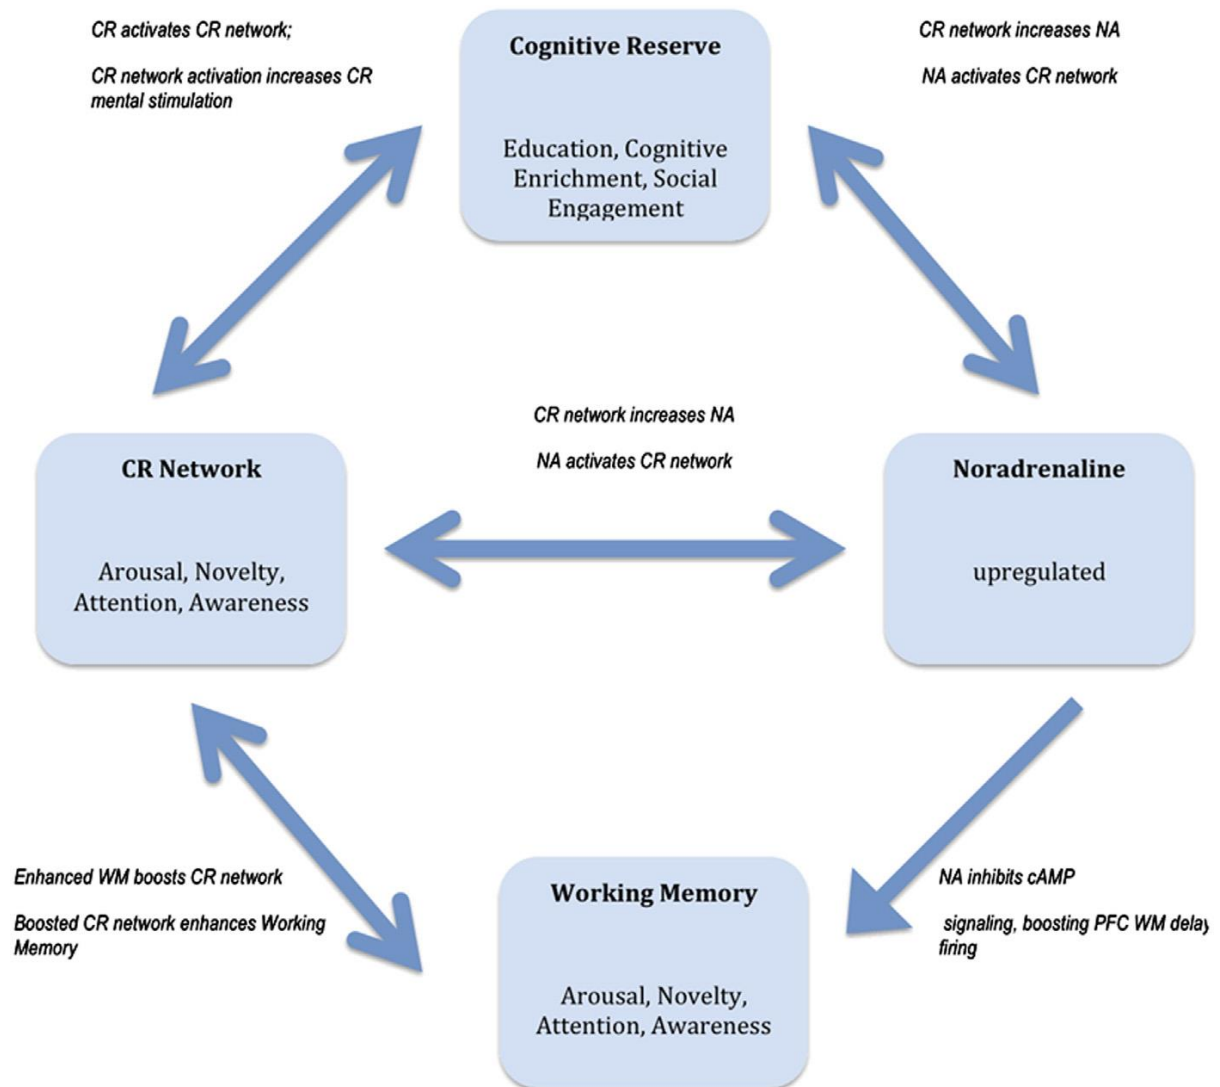 CR activates CR network;
CR network activation increases CR
mental stimulation
Cognitive Reserve
Education, Cognitive
Enrichment, Social
Engagement
CR network increases NA
NA activates CR network
CR network increases NA
NA activates CR network
CR Network
Arousal, Novelty,
Attention, Awareness
Noradrenaline
upregulated
Enhanced WM boosts CR network
Boosted CR network enhances Working
Memory
Working Memory
Arousal, Novelty,
Attention, Awareness
NA inhibits cAMP
signaling, boosting PFC WM delay
firing